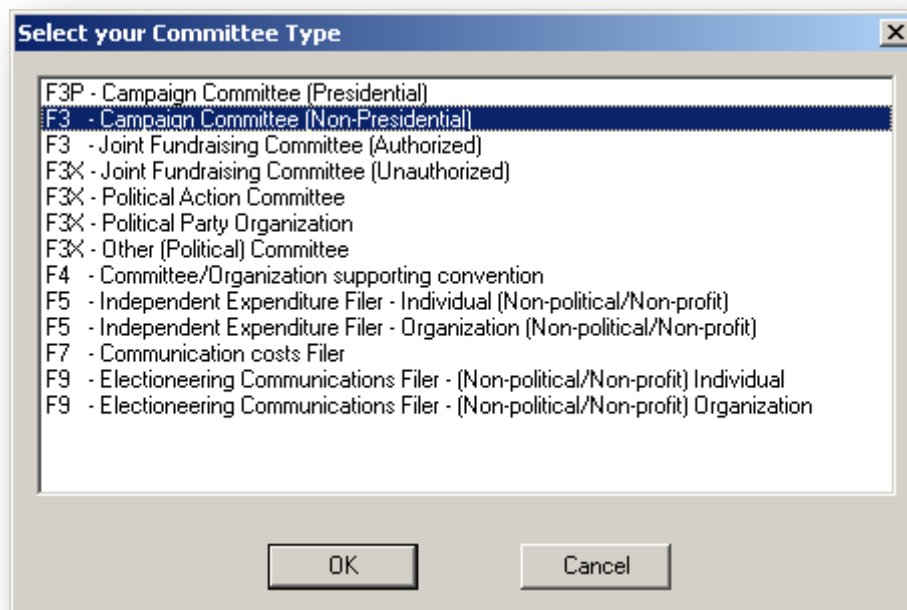 Select your Committee Type
F3P - Campaign Committee (Presidential)
F3 - Campaign Committee (Non-Presidential)
F3 - Joint Fundraising Committee (Authorized)
F3X - Joint Fundraising Committee (Unauthorized)
F3X - Political Action Committee
F3X - Political Party Organization
F3X - Other (Political) Committee
F4 - Committee/Organization supporting convention
F5 - Independent Expenditure Filer - Individual (Non-political/Non-profit)
F5 - Independent Expenditure Filer - Organization (Non-political/Non-profit)
F7 - Communication costs Filer
F9 - Electioneering Communications Filer - (Non-political/Non-profit) Individual
F9 - Electioneering Communications Filer - (Non-political/Non-profit) Organization
OK Cancel